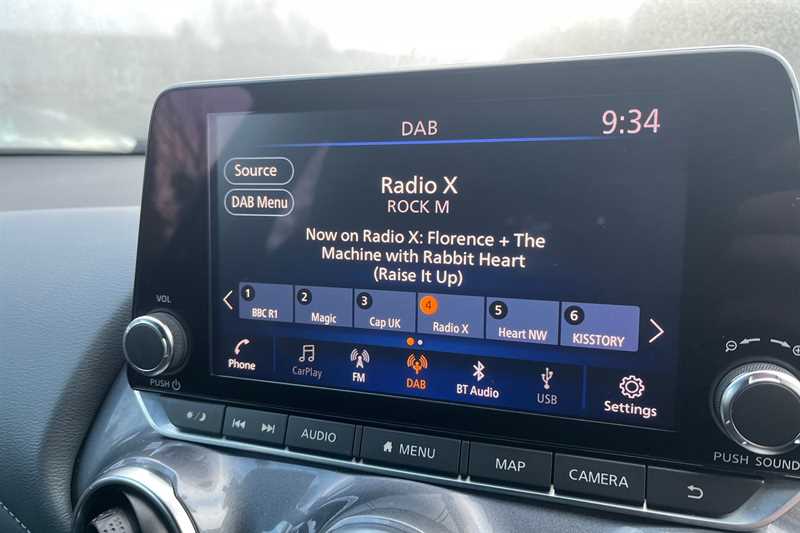 DAB
9:34
Source
DAB Menu
Radio X
ROCK M
Now on Radio X: Florence + The
Machine with Rabbit Heart
(Raise It Up)
1 2 3 4 5 6
BBC R1 Magic Cap UK Radio X Heart NW KISSTORY
Phone CarPlay FM DAB BT Audio USB Settings
VOL
PUSH
AUDIO MENU MAP CAMERA
PUSH SOUND